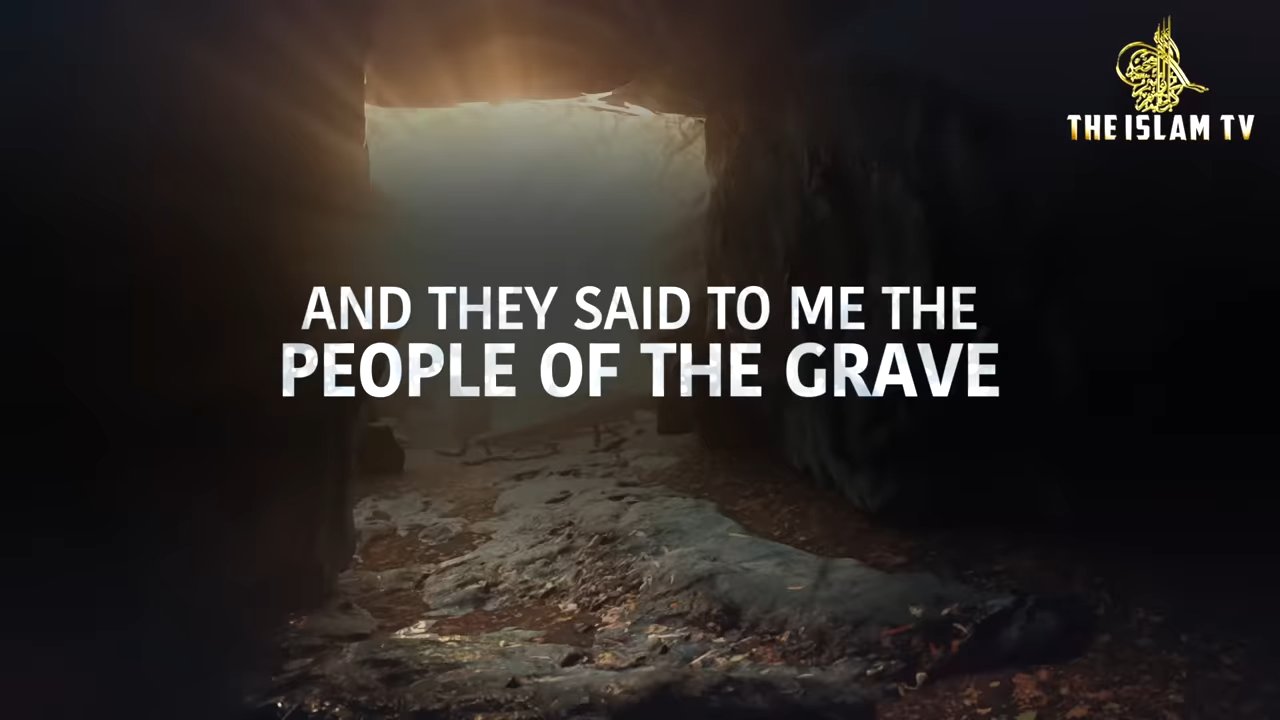 THE ISLAM TV
AND THEY SAID TO ME THE
PEOPLE OF THE GRAVE